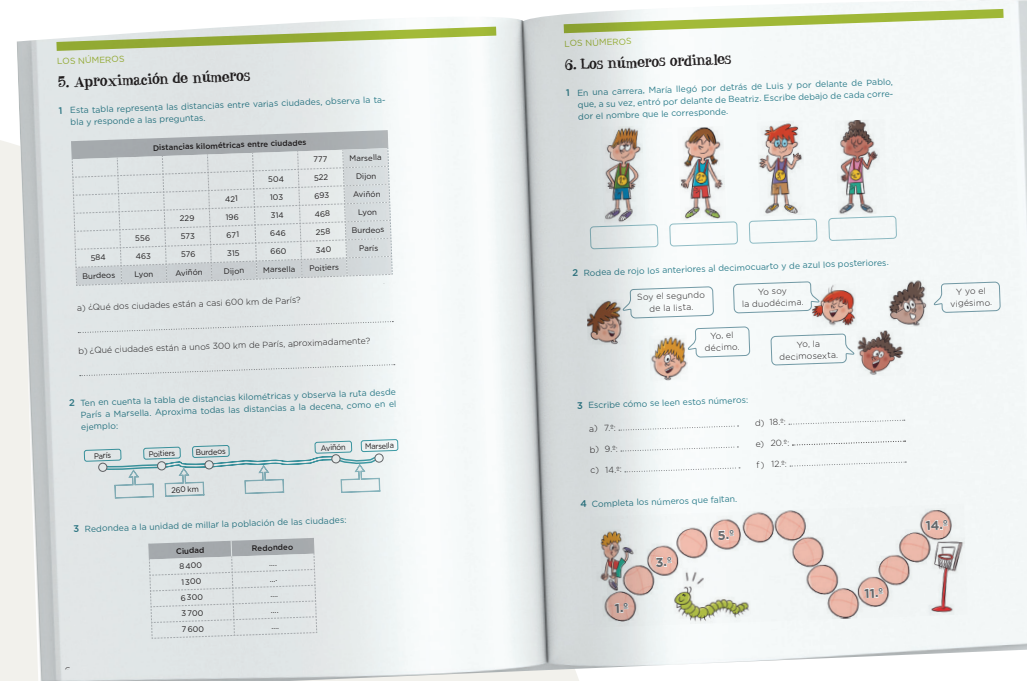 LOS NÚMEROS
5. Aproximación de números
1 Esta tabla representa las distancias entre varias ciudades, observa la ta-
bla y responde a las preguntas.
Distancias kilométricas entre ciudades
777 Marsella
504 522 Dijon
421 103 693 Aviñón
229 196 314 468 Lyon
556 573 671 646 258 Burdeos
584 463 576 315 660 340 París
Burdeos Lyon Aviñón Dijon Marsella Poitiers
a) ¿Qué dos ciudades están a casi 600 km de París?
b) ¿Qué ciudades están a unos 300 km de París, aproximadamente?
2 Ten en cuenta la tabla de distancias kilométricas y observa la ruta desde
París a Marsella. Aproxima todas las distancias a la decena, como en el
ejemplo:
París Poitiers Burdeos Aviñón Marsella
260 km
3 Redondea a la unidad de millar la población de las ciudades:
Ciudad Redondeo
8400 ....
1300 ....
6300 ....
3700 ....
7600 ....
LOS NÚMEROS
6. Los números ordinales
1 En una carrera, María llegó por detrás de Luis y por delante de Pablo,
que, a su vez, entró por delante de Beatriz. Escribe debajo de cada corre-
dor el nombre que le corresponde.
2 Rodea de rojo los anteriores al decimocuarto y de azul los posteriores.
Soy el segundo
de la lista.
Yo soy
la duodécima.
Y yo el
vigésimo.
Yo, el
décimo.
Yo, la
decimosexta.
3 Escribe cómo se leen estos números:
a) 7.º:
b) 9.º:
c) 14.º:
d) 18.º:
e) 20.º:
f) 12.º:
4 Completa los números que faltan.
1.º 3.º 5.º 11.º 14.º